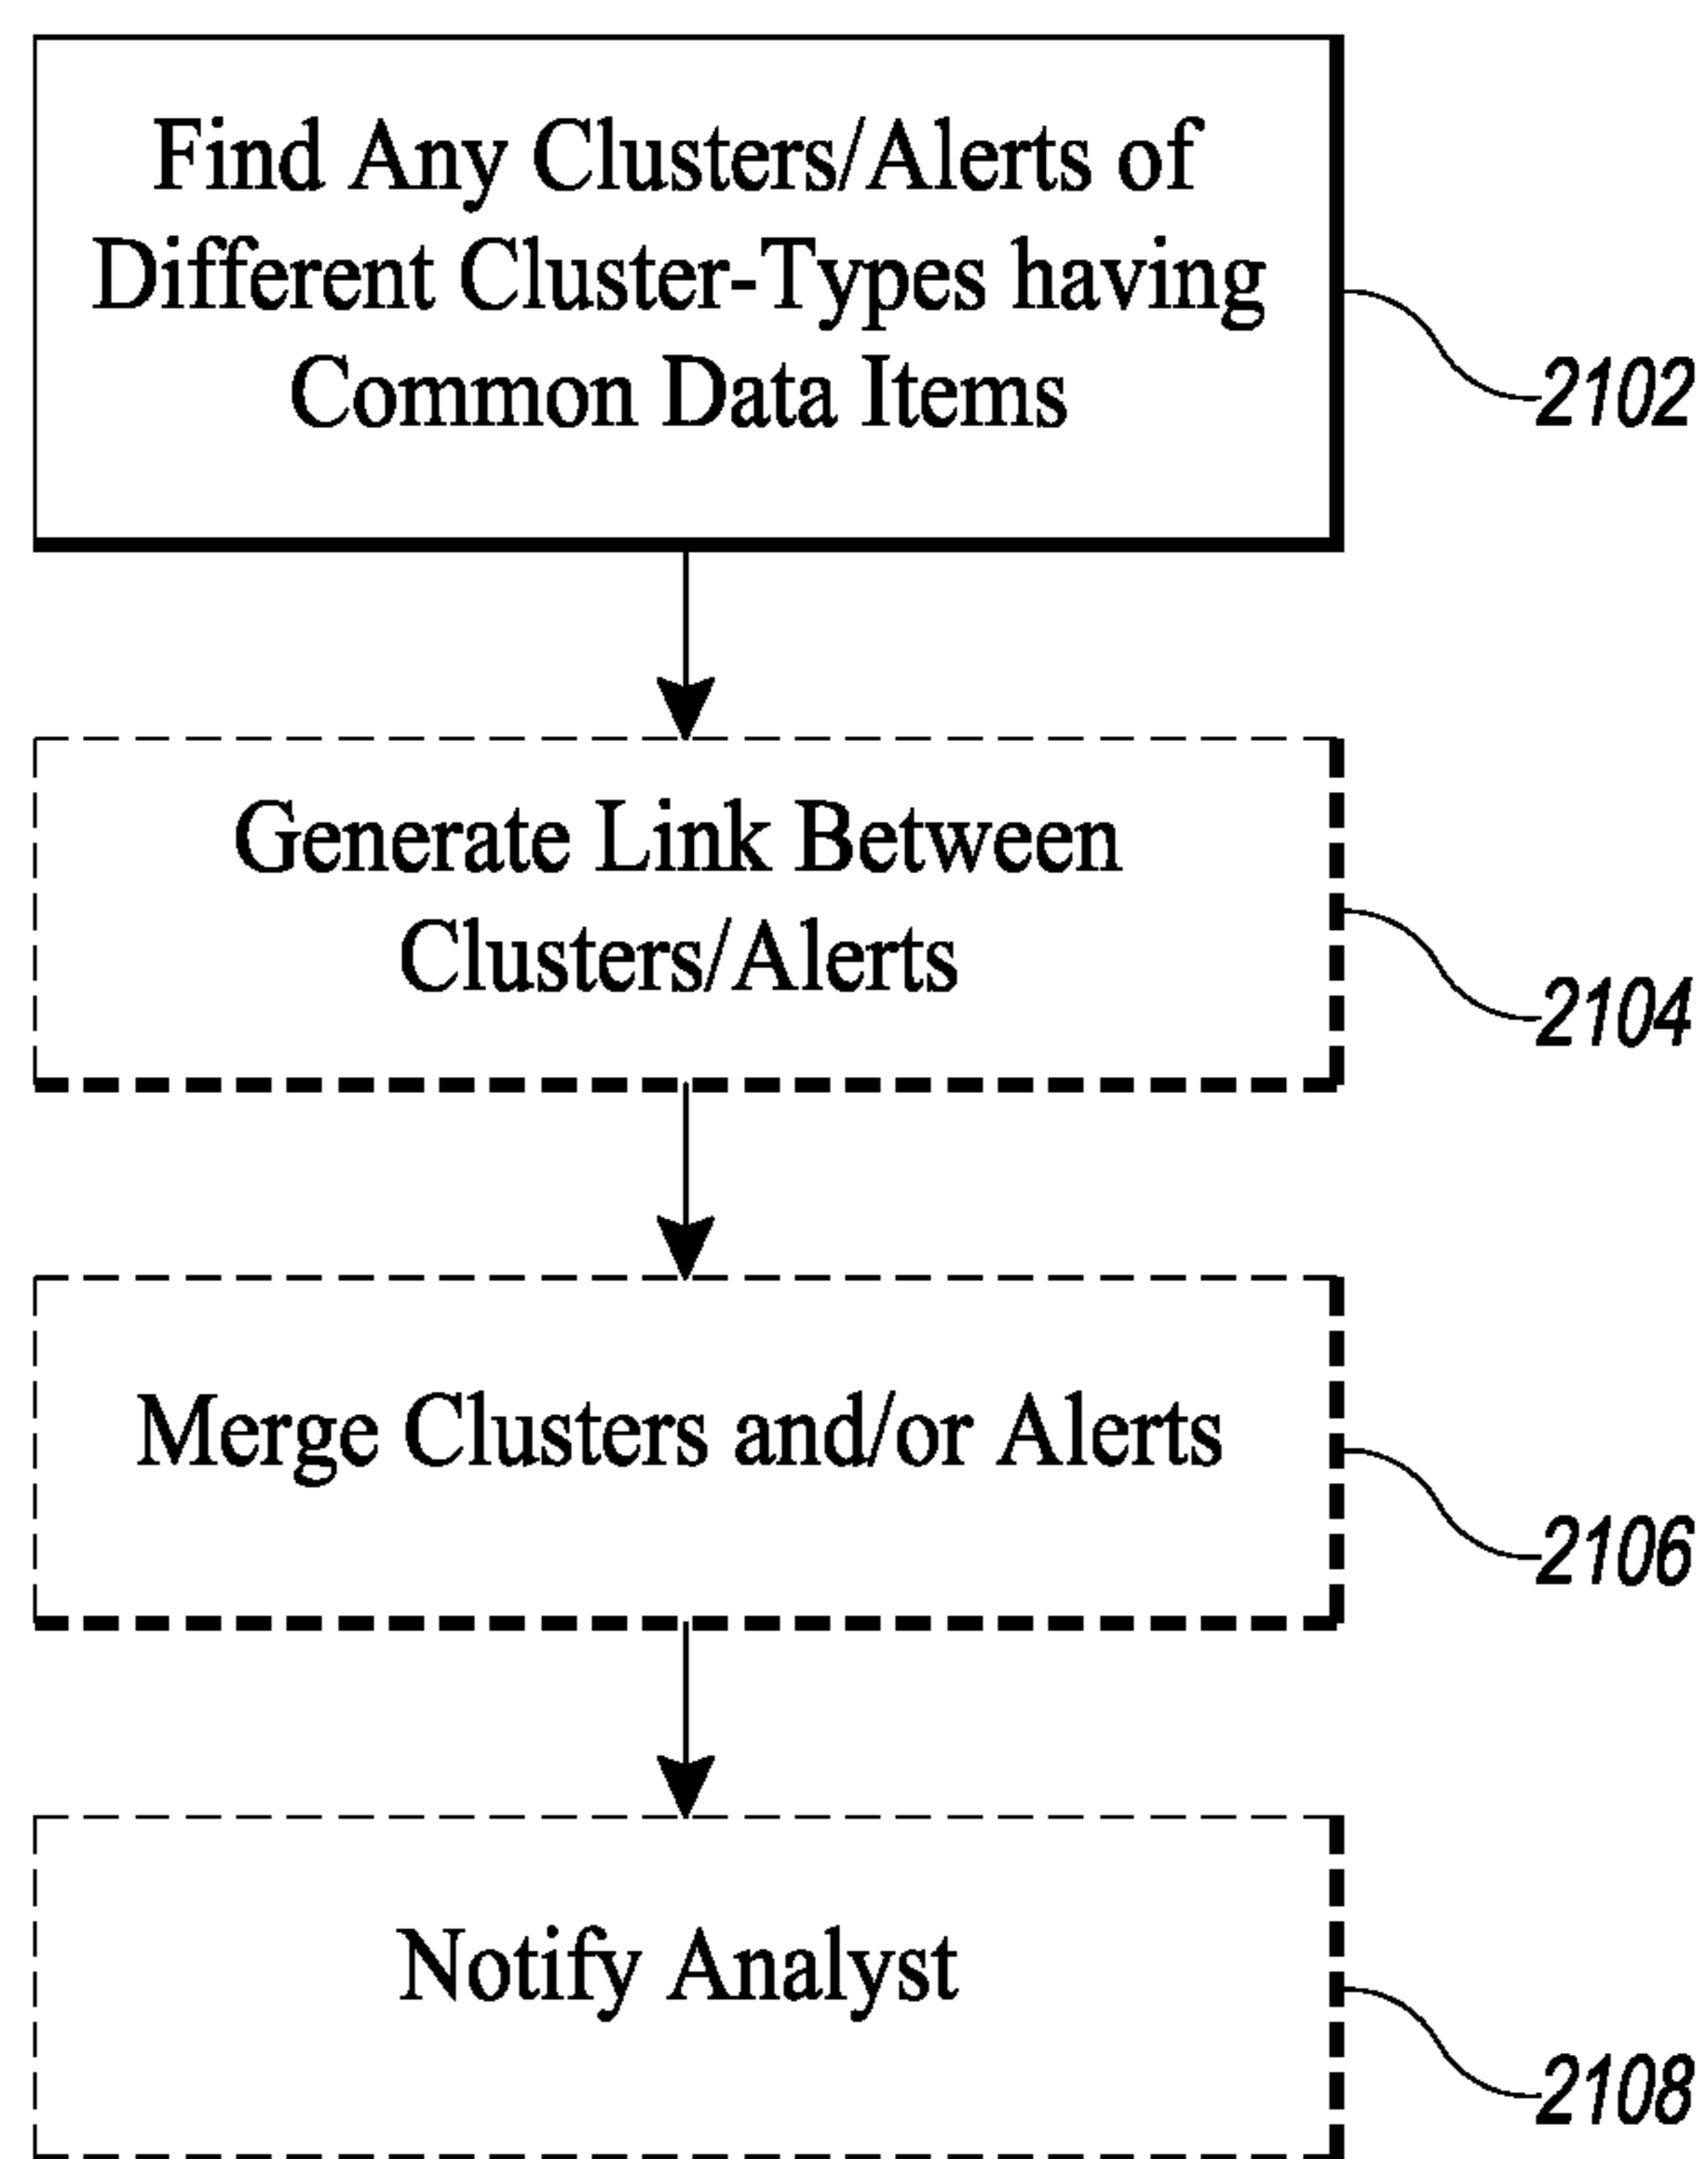 Find Any Clusters/Alerts of
Different Cluster-Types having
Common Data Items
2102
Generate Link Between
Clusters/Alerts
2104
Merge Clusters and/or Alerts
2106
Notify Analyst
2108